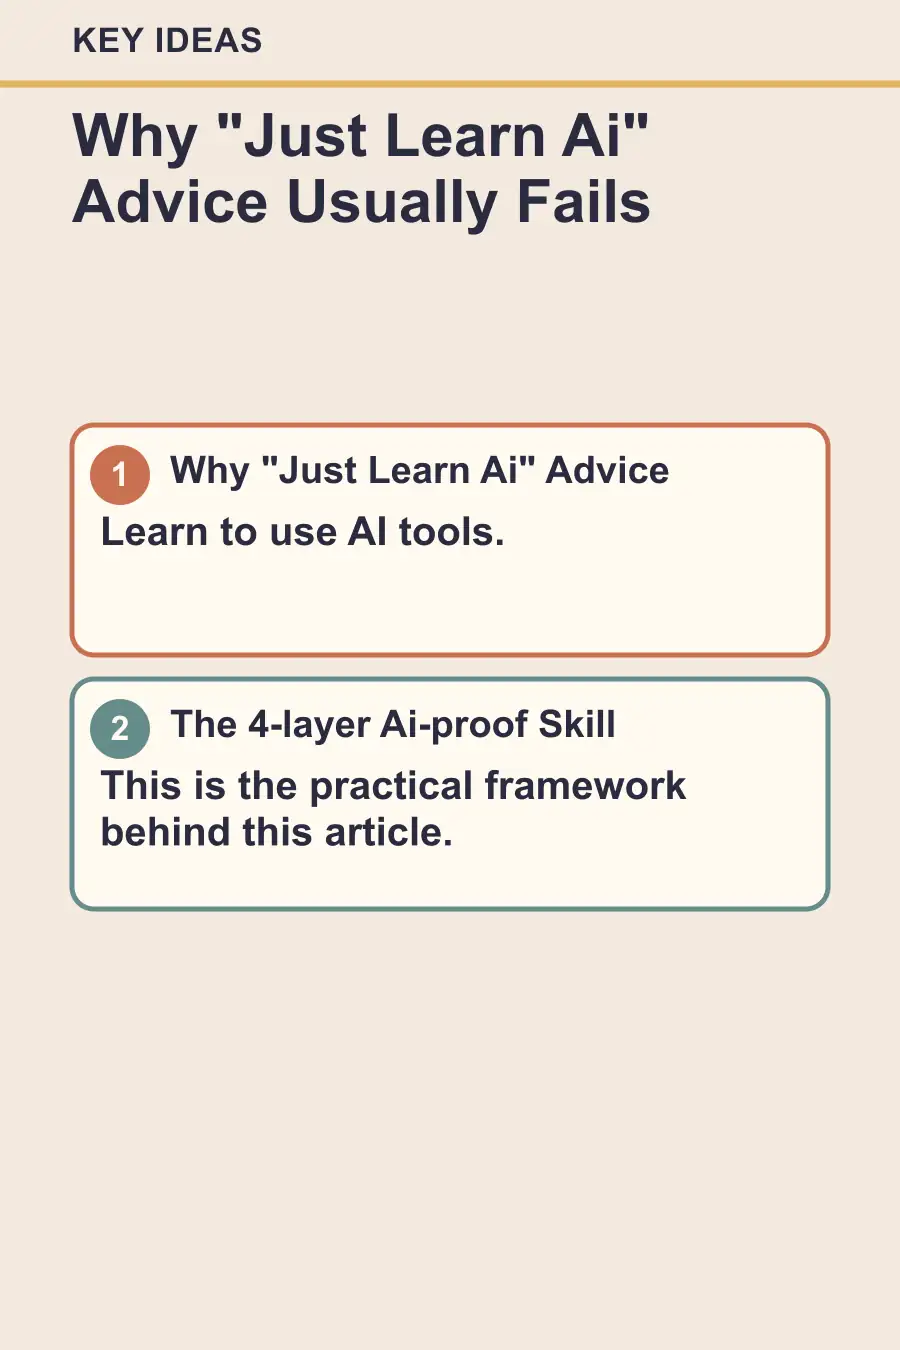 KEY IDEAS
Why "Just Learn Ai"
Advice Usually Fails
1 Why "Just Learn Ai" Advice
Learn to use AI tools.
2 The 4-layer Ai-proof Skill
This is the practical framework
behind this article.